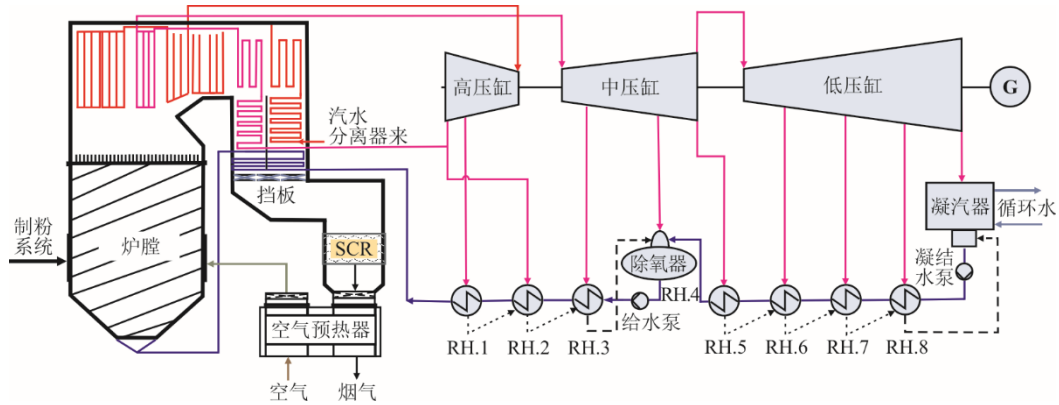 高压缸
中压缸
低压缸
G
汽水
分离器来
挡板
凝汽器
循环水
制粉
系统
炉膛
SCR
除氧器
凝结
水泵
RH.4
给水泵
空气预热器
RH.1
RH.2
RH.3
RH.5
RH.6
RH.7
RH.8
空气
烟气